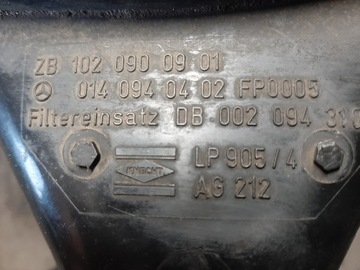 ZB 102 090 09 01
014 094 04 02 FP0005
Filtereinsatz DB 002 094
LP 905/4
KNECHT
AG 212